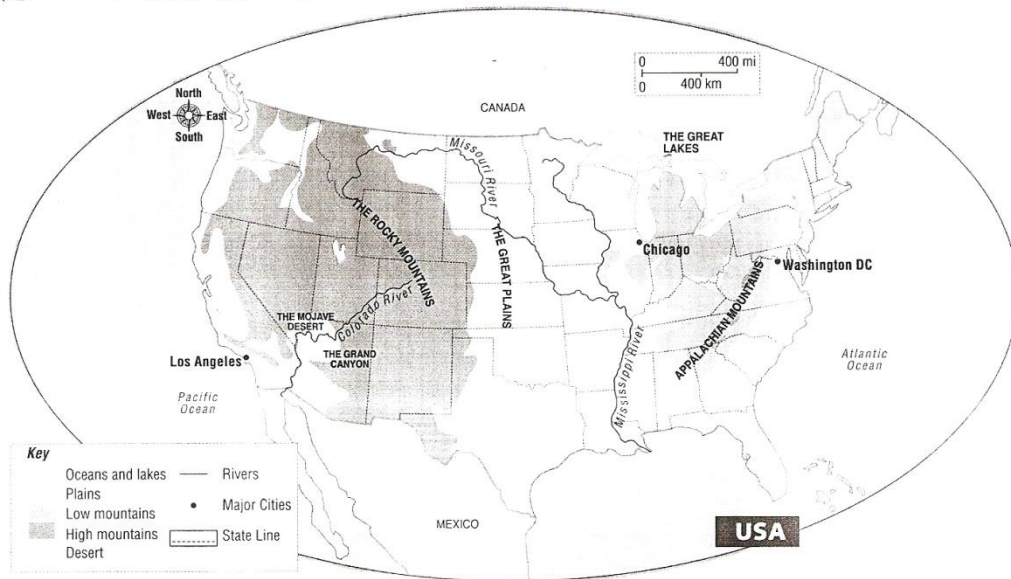 0 400 mi
0 400 km
North
West East
South
CANADA
THE GREAT
LAKES
Missouri River
THE ROCKY MOUNTAINS
THE GREAT PLAINS
Chicago
Washington DC
APPALACHIAN MOUNTAINS
THE MOJAVE
DESERT
Colorado River
THE GRAND
CANYON
Los Angeles
Mississippi River
Atlantic
Ocean
Pacific
Ocean
Key
Oceans and lakes
Plains
Low mountains
High mountains
Desert
Rivers
Major Cities
State Line
MEXICO
USA